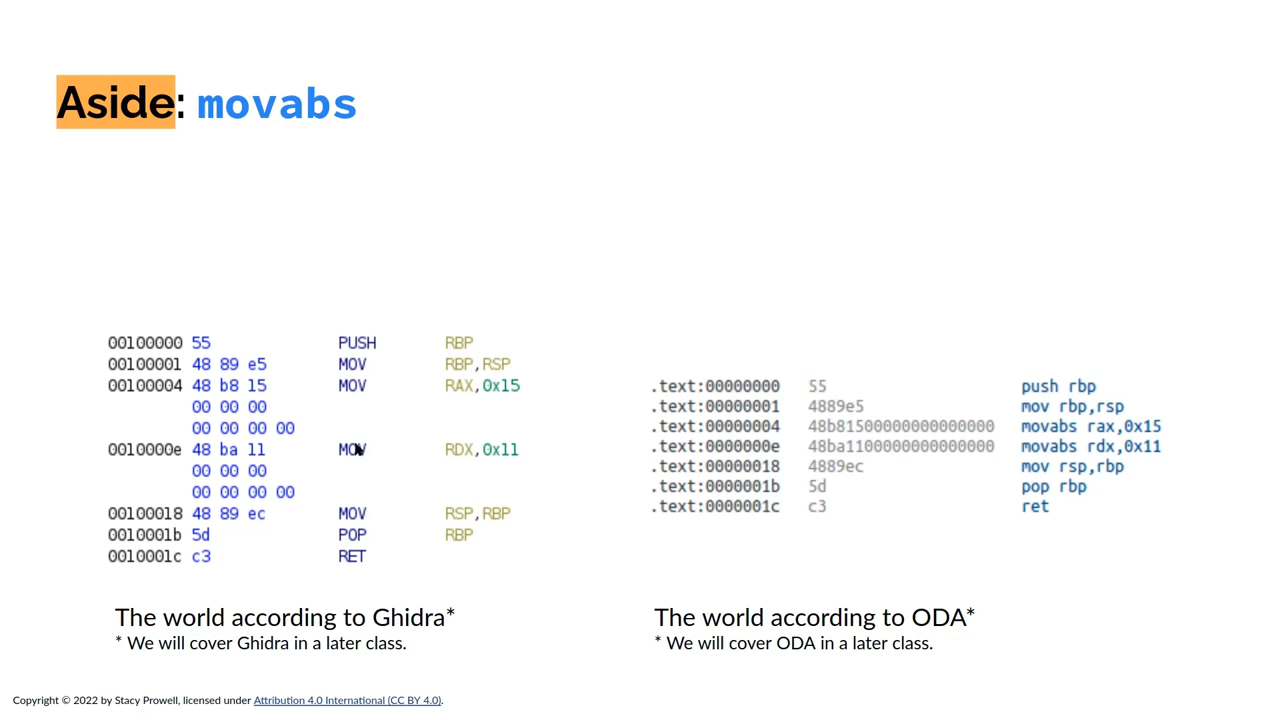 Aside: movabs
00100000 55 PUSH RBP
00100001 48 89 e5 MOV RBP,RSP
00100004 48 b8 15 MOV RAX,0x15
00 00 00
00 00 00 00
0010000e 48 ba 11 MOV RDX,0x11
00 00 00
00 00 00 00
00100018 48 89 ec MOV RSP,RBP
0010001b 5d POP RBP
0010001c c3 RET
The world according to Ghidra*
* We will cover Ghidra in a later class.
.text:00000000 55 push rbp
.text:00000001 4889e5 mov rbp,rsp
.text:00000004 48b81500000000000000 movabs rax,0x15
.text:0000000e 48ba1100000000000000 movabs rdx,0x11
.text:00000018 4889ec mov rsp,rbp
.text:0000001b 5d pop rbp
.text:0000001c c3 ret
The world according to ODA*
* We will cover ODA in a later class.
Copyright © 2022 by Stacy Prowell, licensed under Attribution 4.0 International (CC BY 4.0).